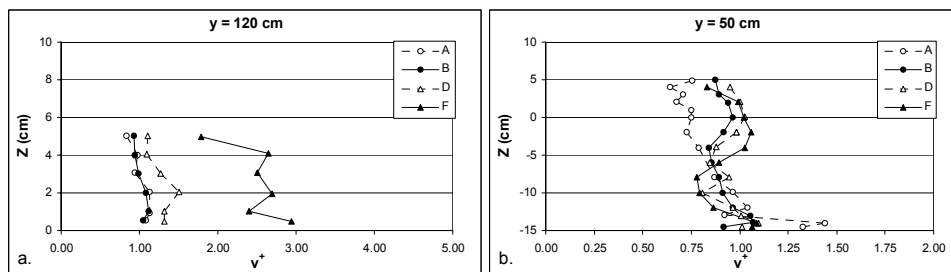 y = 120 cm
10
8
6
4
2
0
Z (cm)
0.00 1.00 2.00 3.00 4.00 5.00
v+
A
B
D
F
a.
y = 50 cm
10
5
0
-5
-10
-15
Z (cm)
0.00 0.25 0.50 0.75 1.00 1.25 1.50 1.75 2.00
v+
A
B
D
F
b.